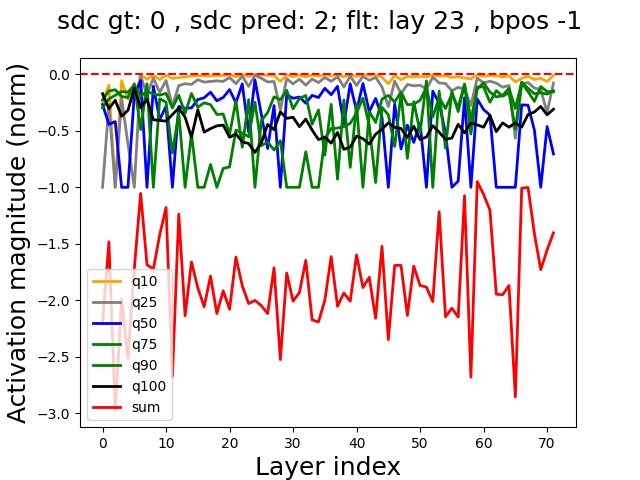 sdc gt: 0 , sdc pred: 2; flt: lay 23 , bpos -1
Activation magnitude (norm)
0.0
−0.5
−1.0
−1.5
−2.0
−2.5
−3.0
q10
q25
q50
q75
q90
q100
sum
0
10
20
30
40
50
60
70
Layer index